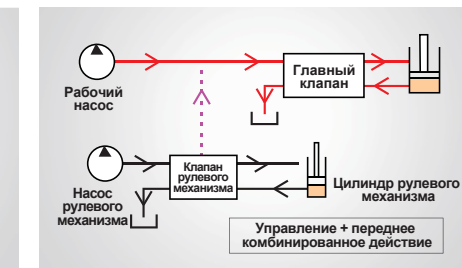 Рабочий
насос
Главный
клапан
Насос
рулевого
механизма
Клапан
рулевого
механизма
Цилиндр рулевого
механизма
Управление + переднее
комбинированное действие